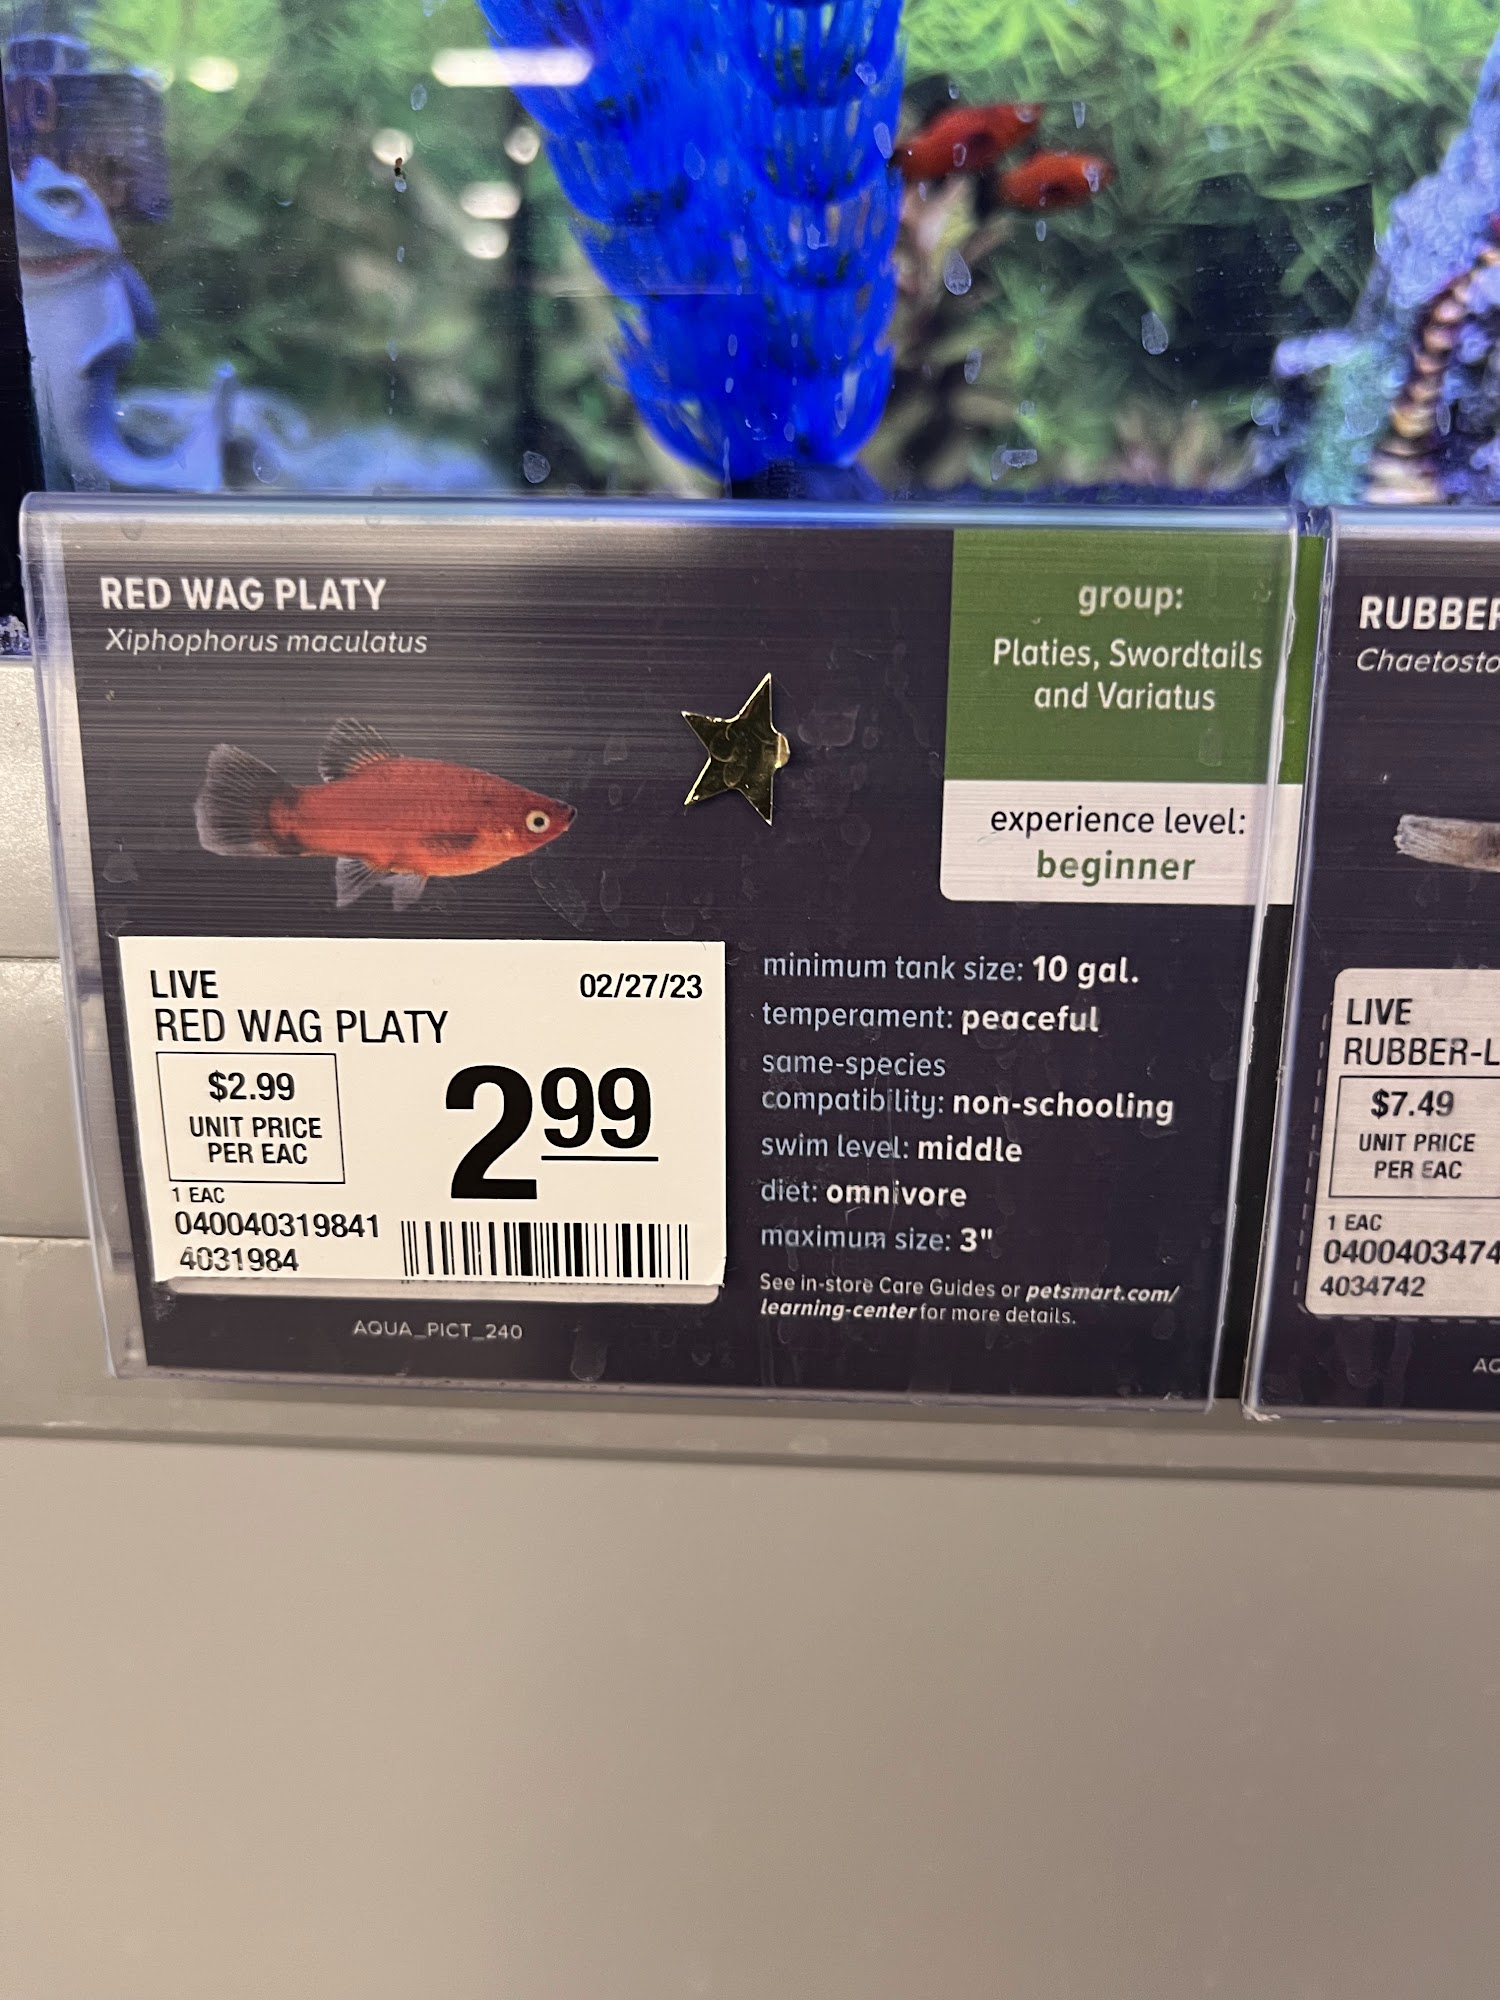 RED WAG PLATY
Xiphophorus maculatus
group:
Platies, Swordtails
and Variatus
experience level:
beginner
LIVE
02/27/23
RED WAG PLATY
$2.99
UNIT PRICE
PER EAC
299
1 EAC
040040319841
4031984
AQUA_PICT_240
minimum tank size: 10 gal.
temperament: peaceful
same-species
compatibility: non-schooling
swim level: middle
diet: omnivore
maximum size: 3"
See in-store Care Guides or petsmart.com/
learning-center for more details.
RUBBER
Chaetosto
LIVE
RUBBER-L
$7.49
UNIT PRICE
PER EAC
1 EAC
0400403474
4034742